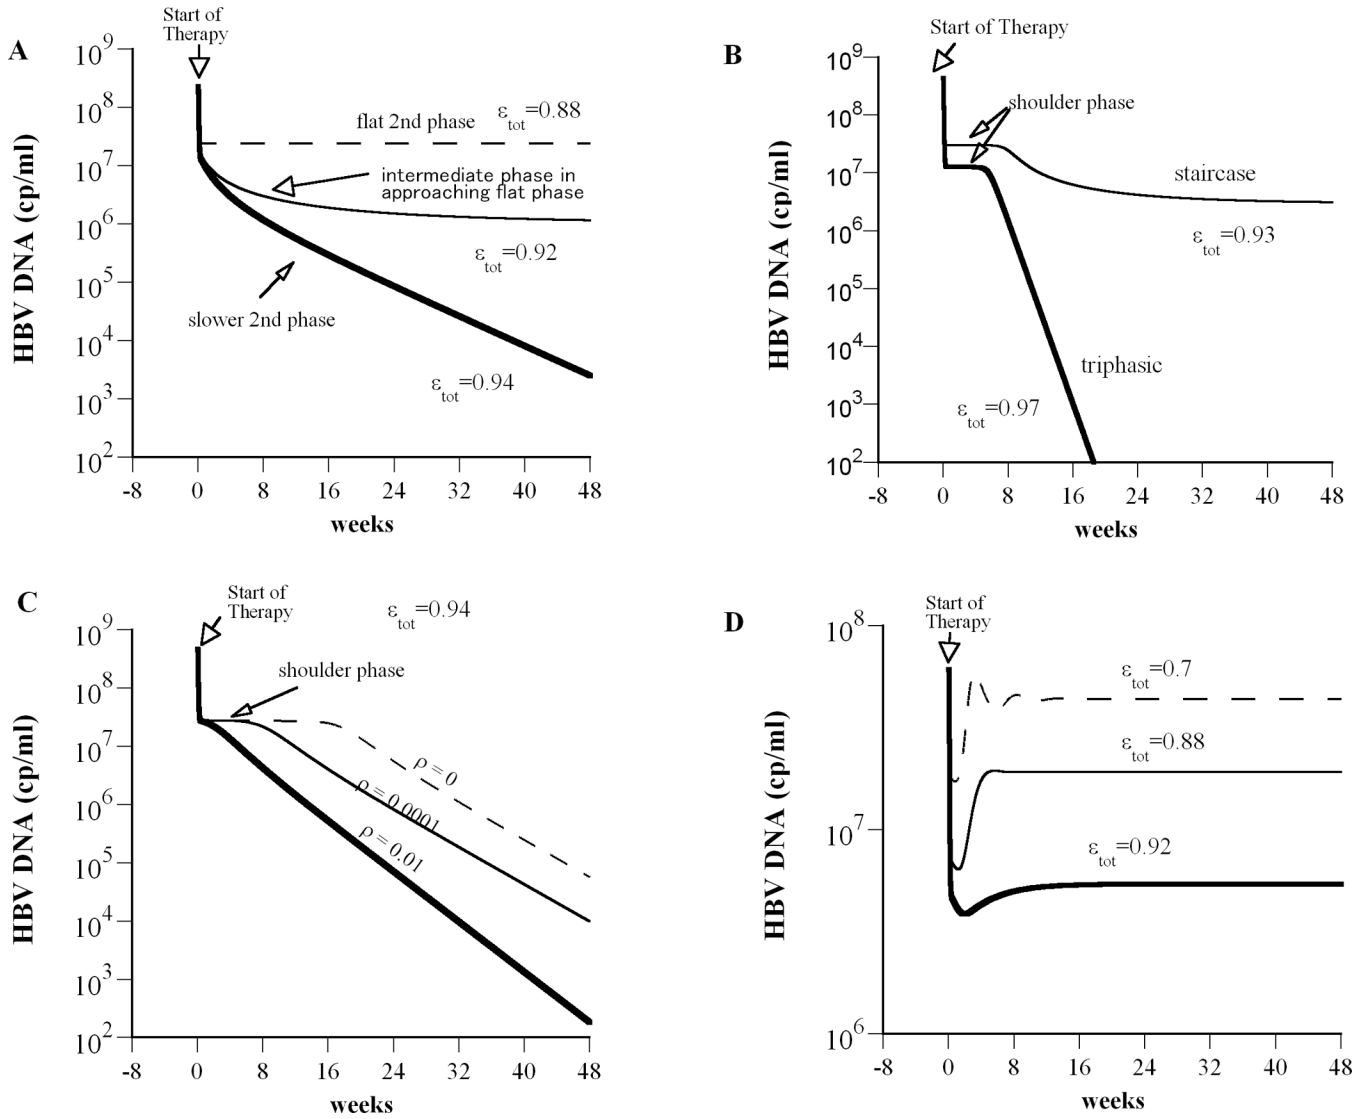 A
Start of
Therapy
10^9
10^8
10^7
10^6
10^5
10^4
10^3
10^2
HBV DNA (cp/ml)
flat 2nd phase
ε_tot=0.88
intermediate phase in
approaching flat phase
ε_tot=0.92
slower 2nd phase
ε_tot=0.94
-8 0 8 16 24 32 40 48
weeks
B
Start of Therapy
10^9
10^8
10^7
10^6
10^5
10^4
10^3
10^2
HBV DNA (cp/ml)
shoulder phase
staircase
ε_tot=0.93
triphasic
ε_tot=0.97
-8 0 8 16 24 32 40 48
weeks
C
Start of
Therapy
ε_tot=0.94
10^9
10^8
10^7
10^6
10^5
10^4
10^3
10^2
HBV DNA (cp/ml)
shoulder phase
ρ = 0
ρ = 0.0001
ρ = 0.01
-8 0 8 16 24 32 40 48
weeks
D
Start of
Therapy
10^8
10^7
10^6
HBV DNA (cp/ml)
ε_tot=0.7
ε_tot=0.88
ε_tot=0.92
-8 0 8 16 24 32 40 48
weeks